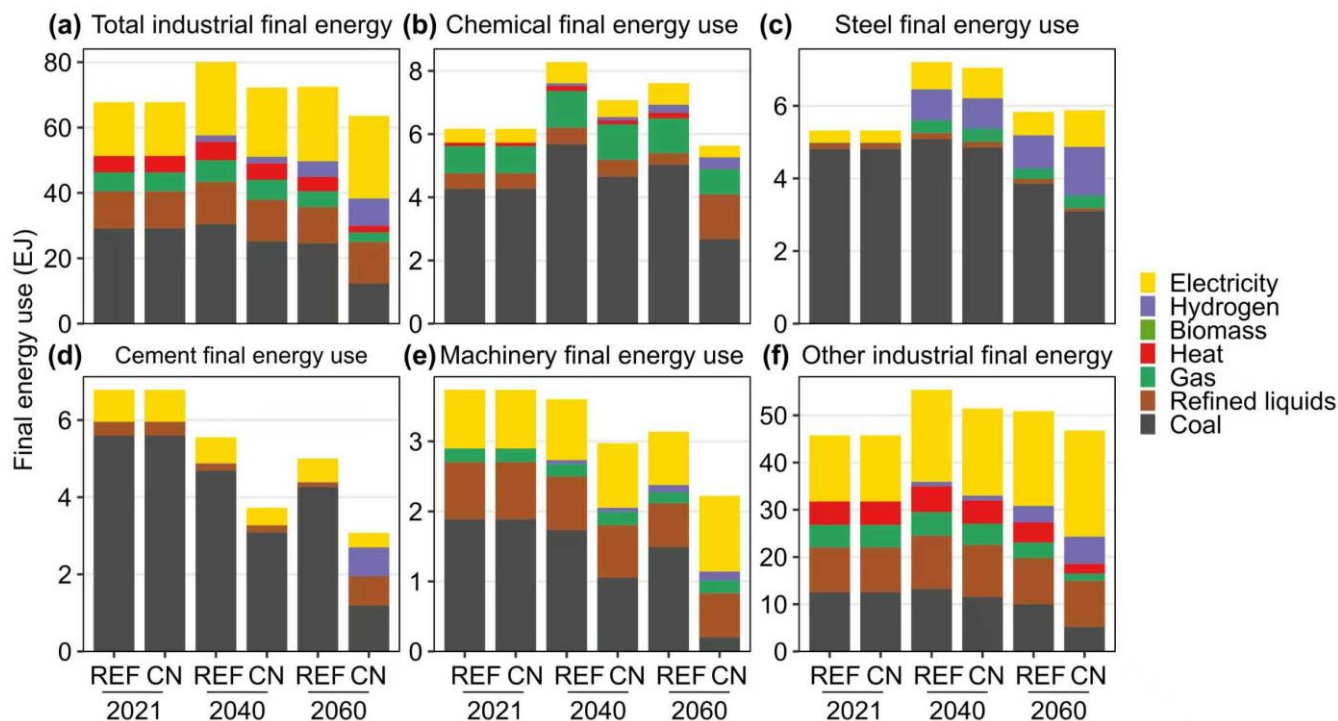 (a) Total industrial final energy
(b) Chemical final energy use
(c) Steel final energy use
80
60
40
20
0
8
6
4
2
0
6
4
2
0
Final energy use (EJ)
(d) Cement final energy use
(e) Machinery final energy use
(f) Other industrial final energy
6
4
2
0
3
2
1
0
50
40
30
20
10
0
REF CN REF CN REF CN
2021 2040 2060
REF CN REF CN REF CN
2021 2040 2060
REF CN REF CN REF CN
2021 2040 2060
Electricity
Hydrogen
Biomass
Heat
Gas
Refined liquids
Coal